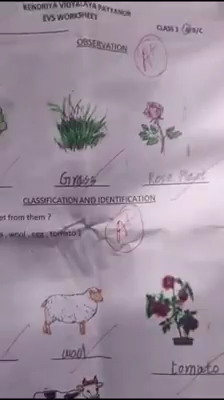 KENDRIYA VIDYALAYA PAYYANUR
EVS WORKSHEET
CLASS 1 A/B/C
OBSERVATION
A+
Grass
Rose Plant
CLASSIFICATION AND IDENTIFICATION
et from them ?
, wool , egg , tomato )
A+
wool
tomato